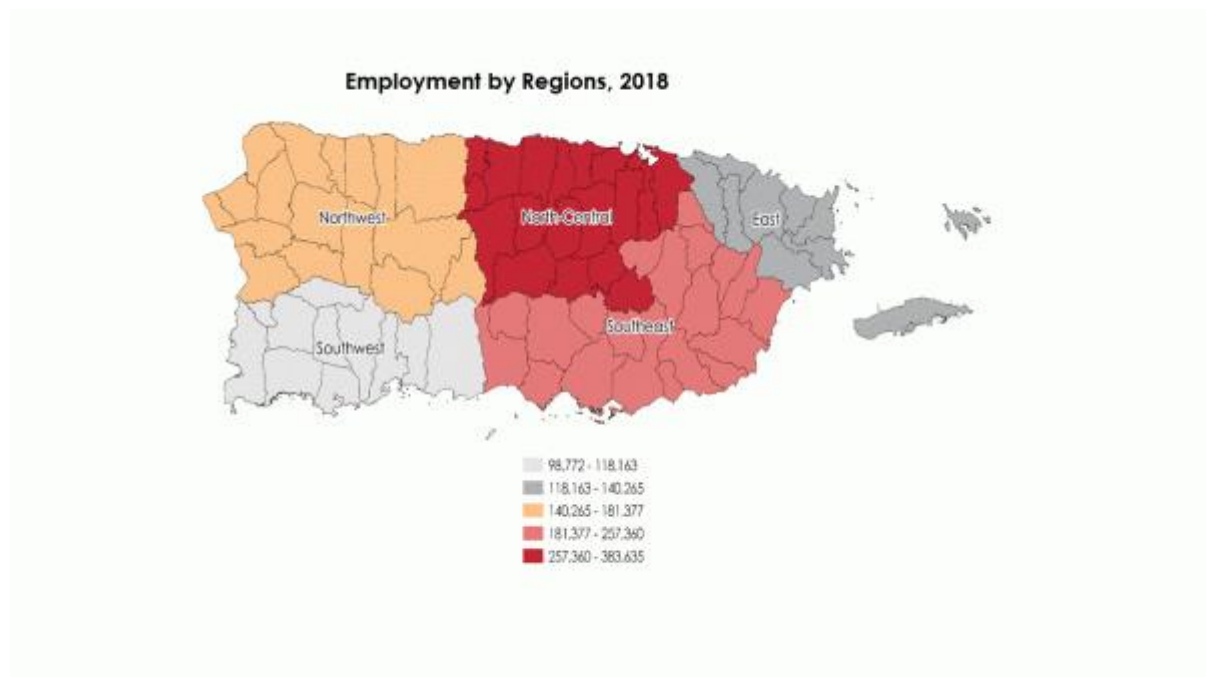 Employment by Regions, 2018
Northwest
North-Central
East
Southeast
Southwest
98,772 - 118,163
118,163 - 140,265
140,265 - 181,377
181,377 - 257,360
257,360 - 383,635